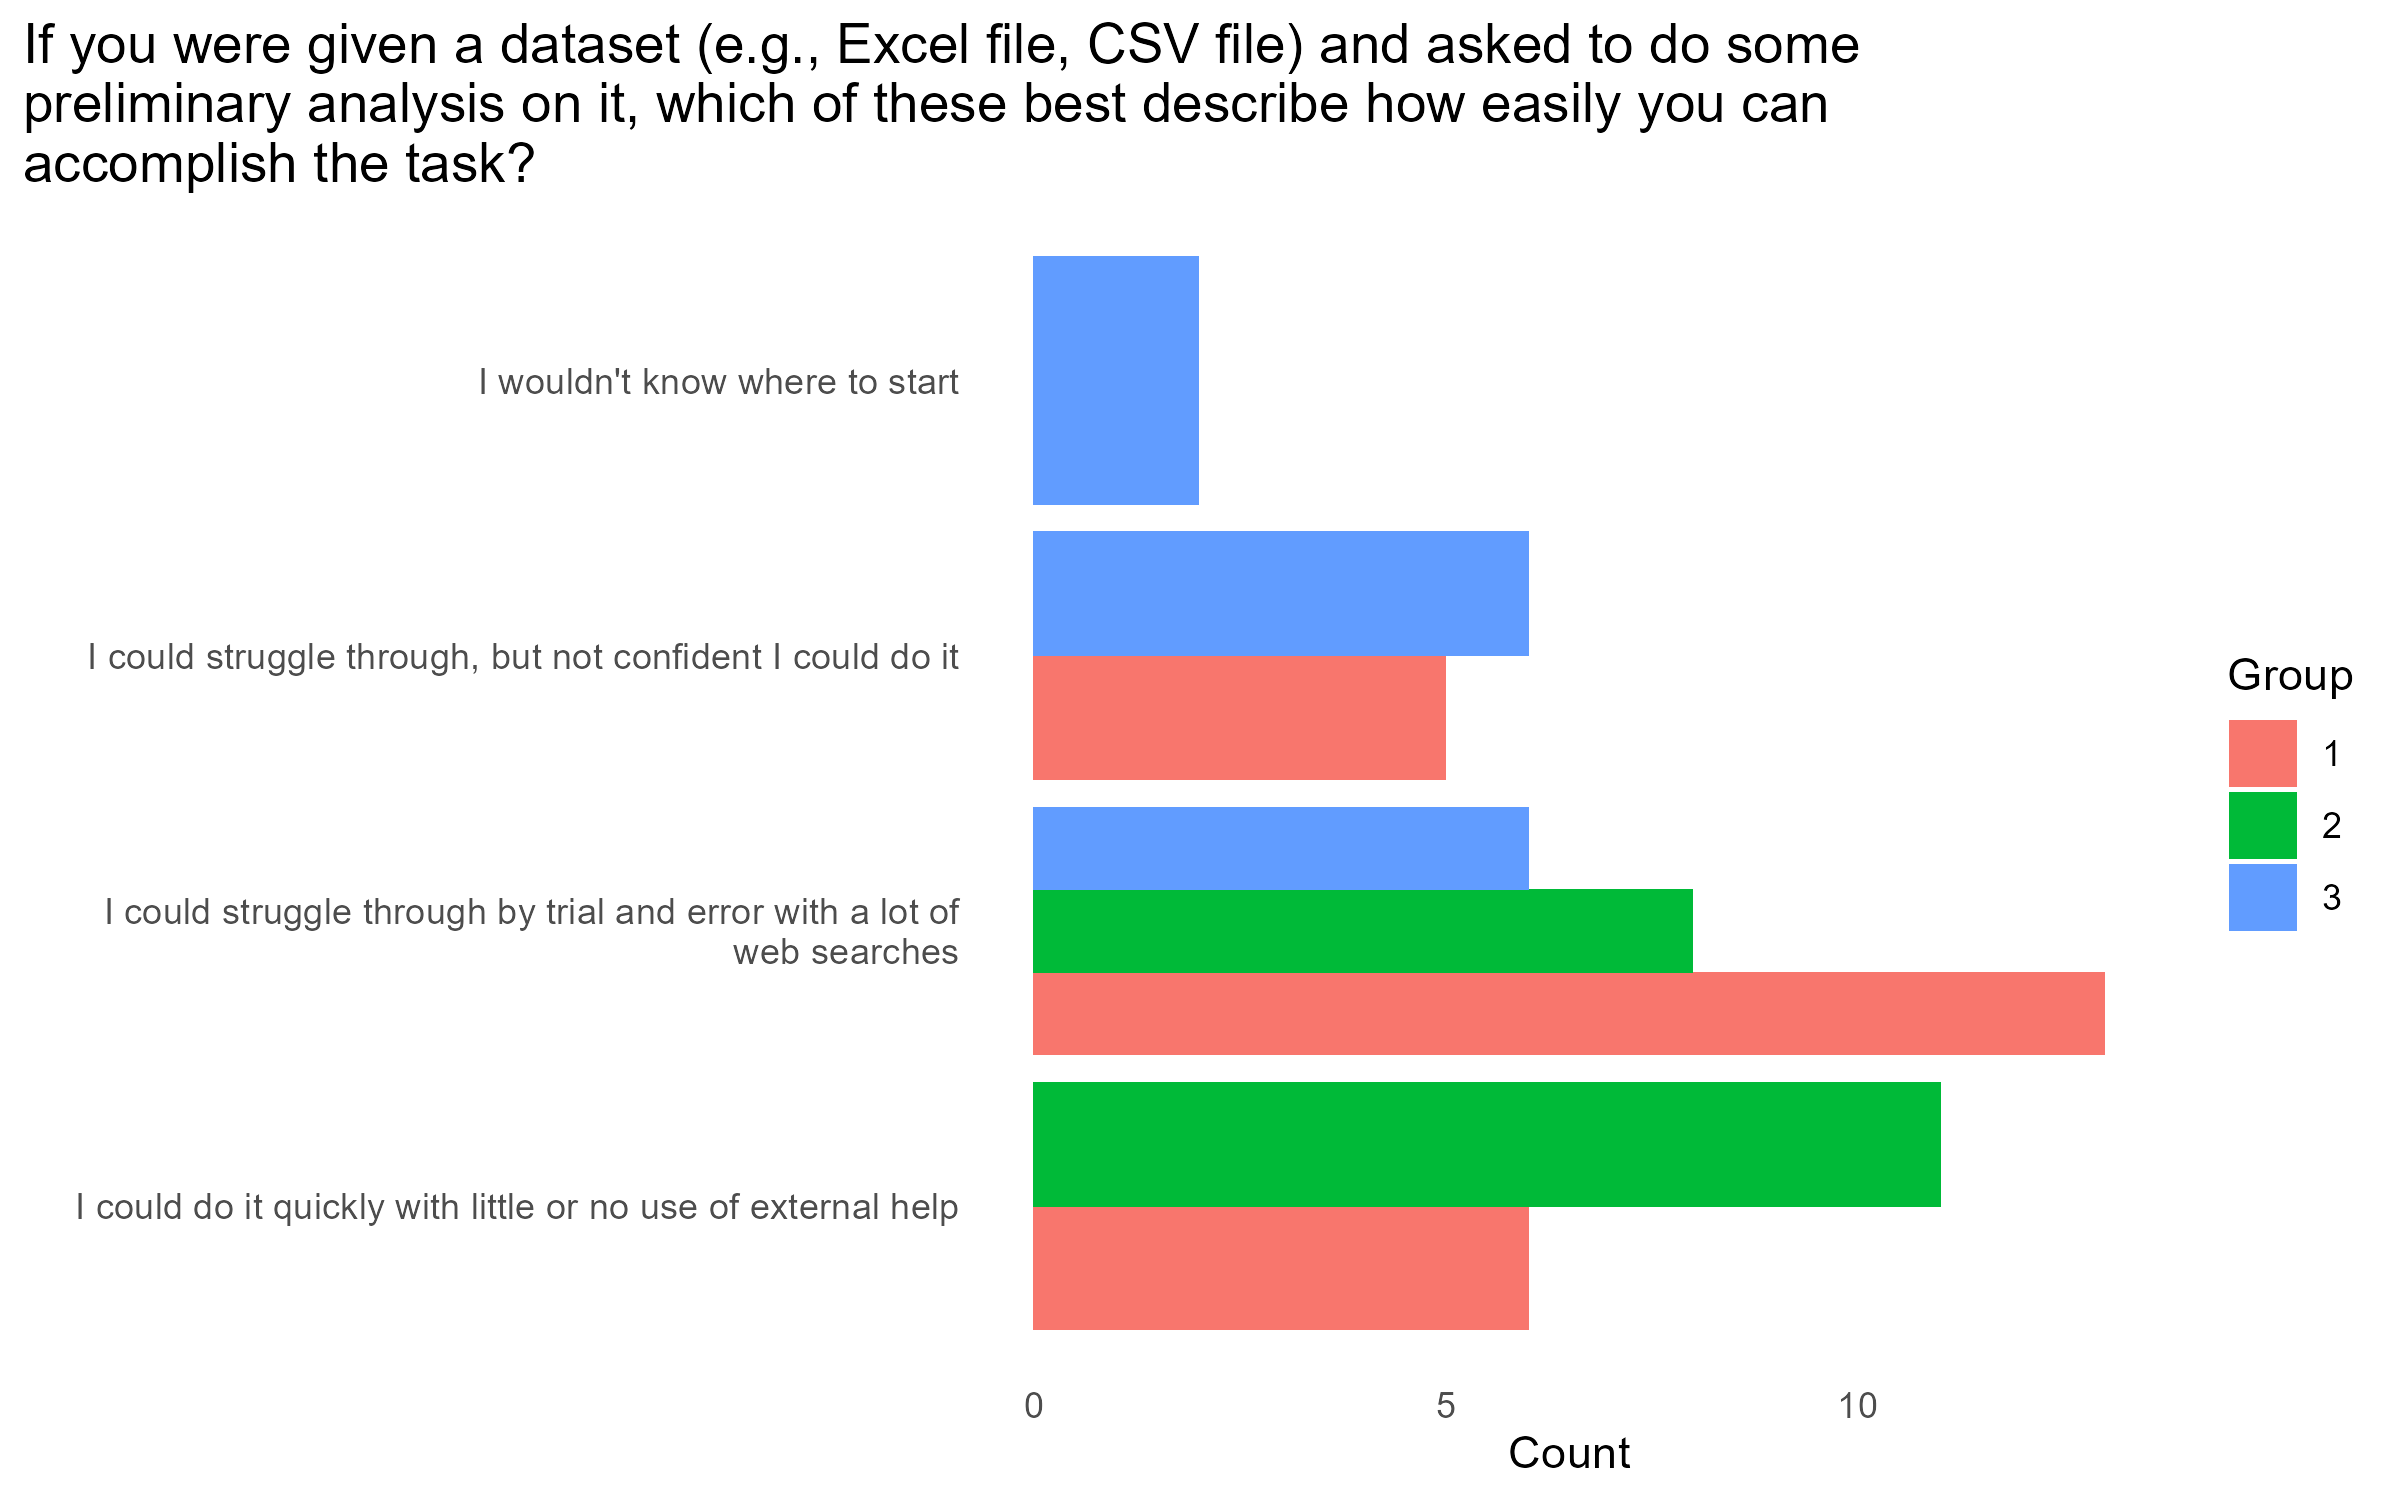 If you were given a dataset (e.g., Excel file, CSV file) and asked to do some
preliminary analysis on it, which of these best describe how easily you can
accomplish the task?
I wouldn't know where to start
I could struggle through, but not confident I could do it
I could struggle through by trial and error with a lot of
web searches
I could do it quickly with little or no use of external help
0 5 10
Count
Group
1
2
3